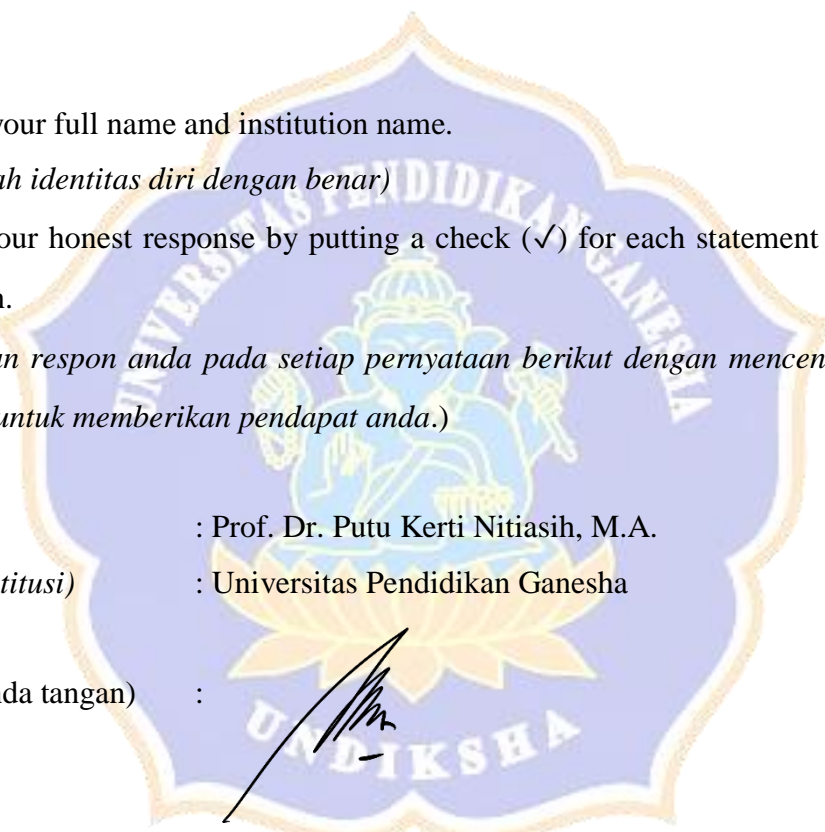 your full name and institution name.
ah identitas diri dengan benar)
our honest response by putting a check (✓) for each statement
n.
an respon anda pada setiap pernyataan berikut dengan mencen
untuk memberikan pendapat anda.)
: Prof. Dr. Putu Kerti Nitiasih, M.A.
titusi) : Universitas Pendidikan Ganesha
nda tangan) :
UNIVERSITAS PENDIDIKAN GANESHA
UNDIKSHA